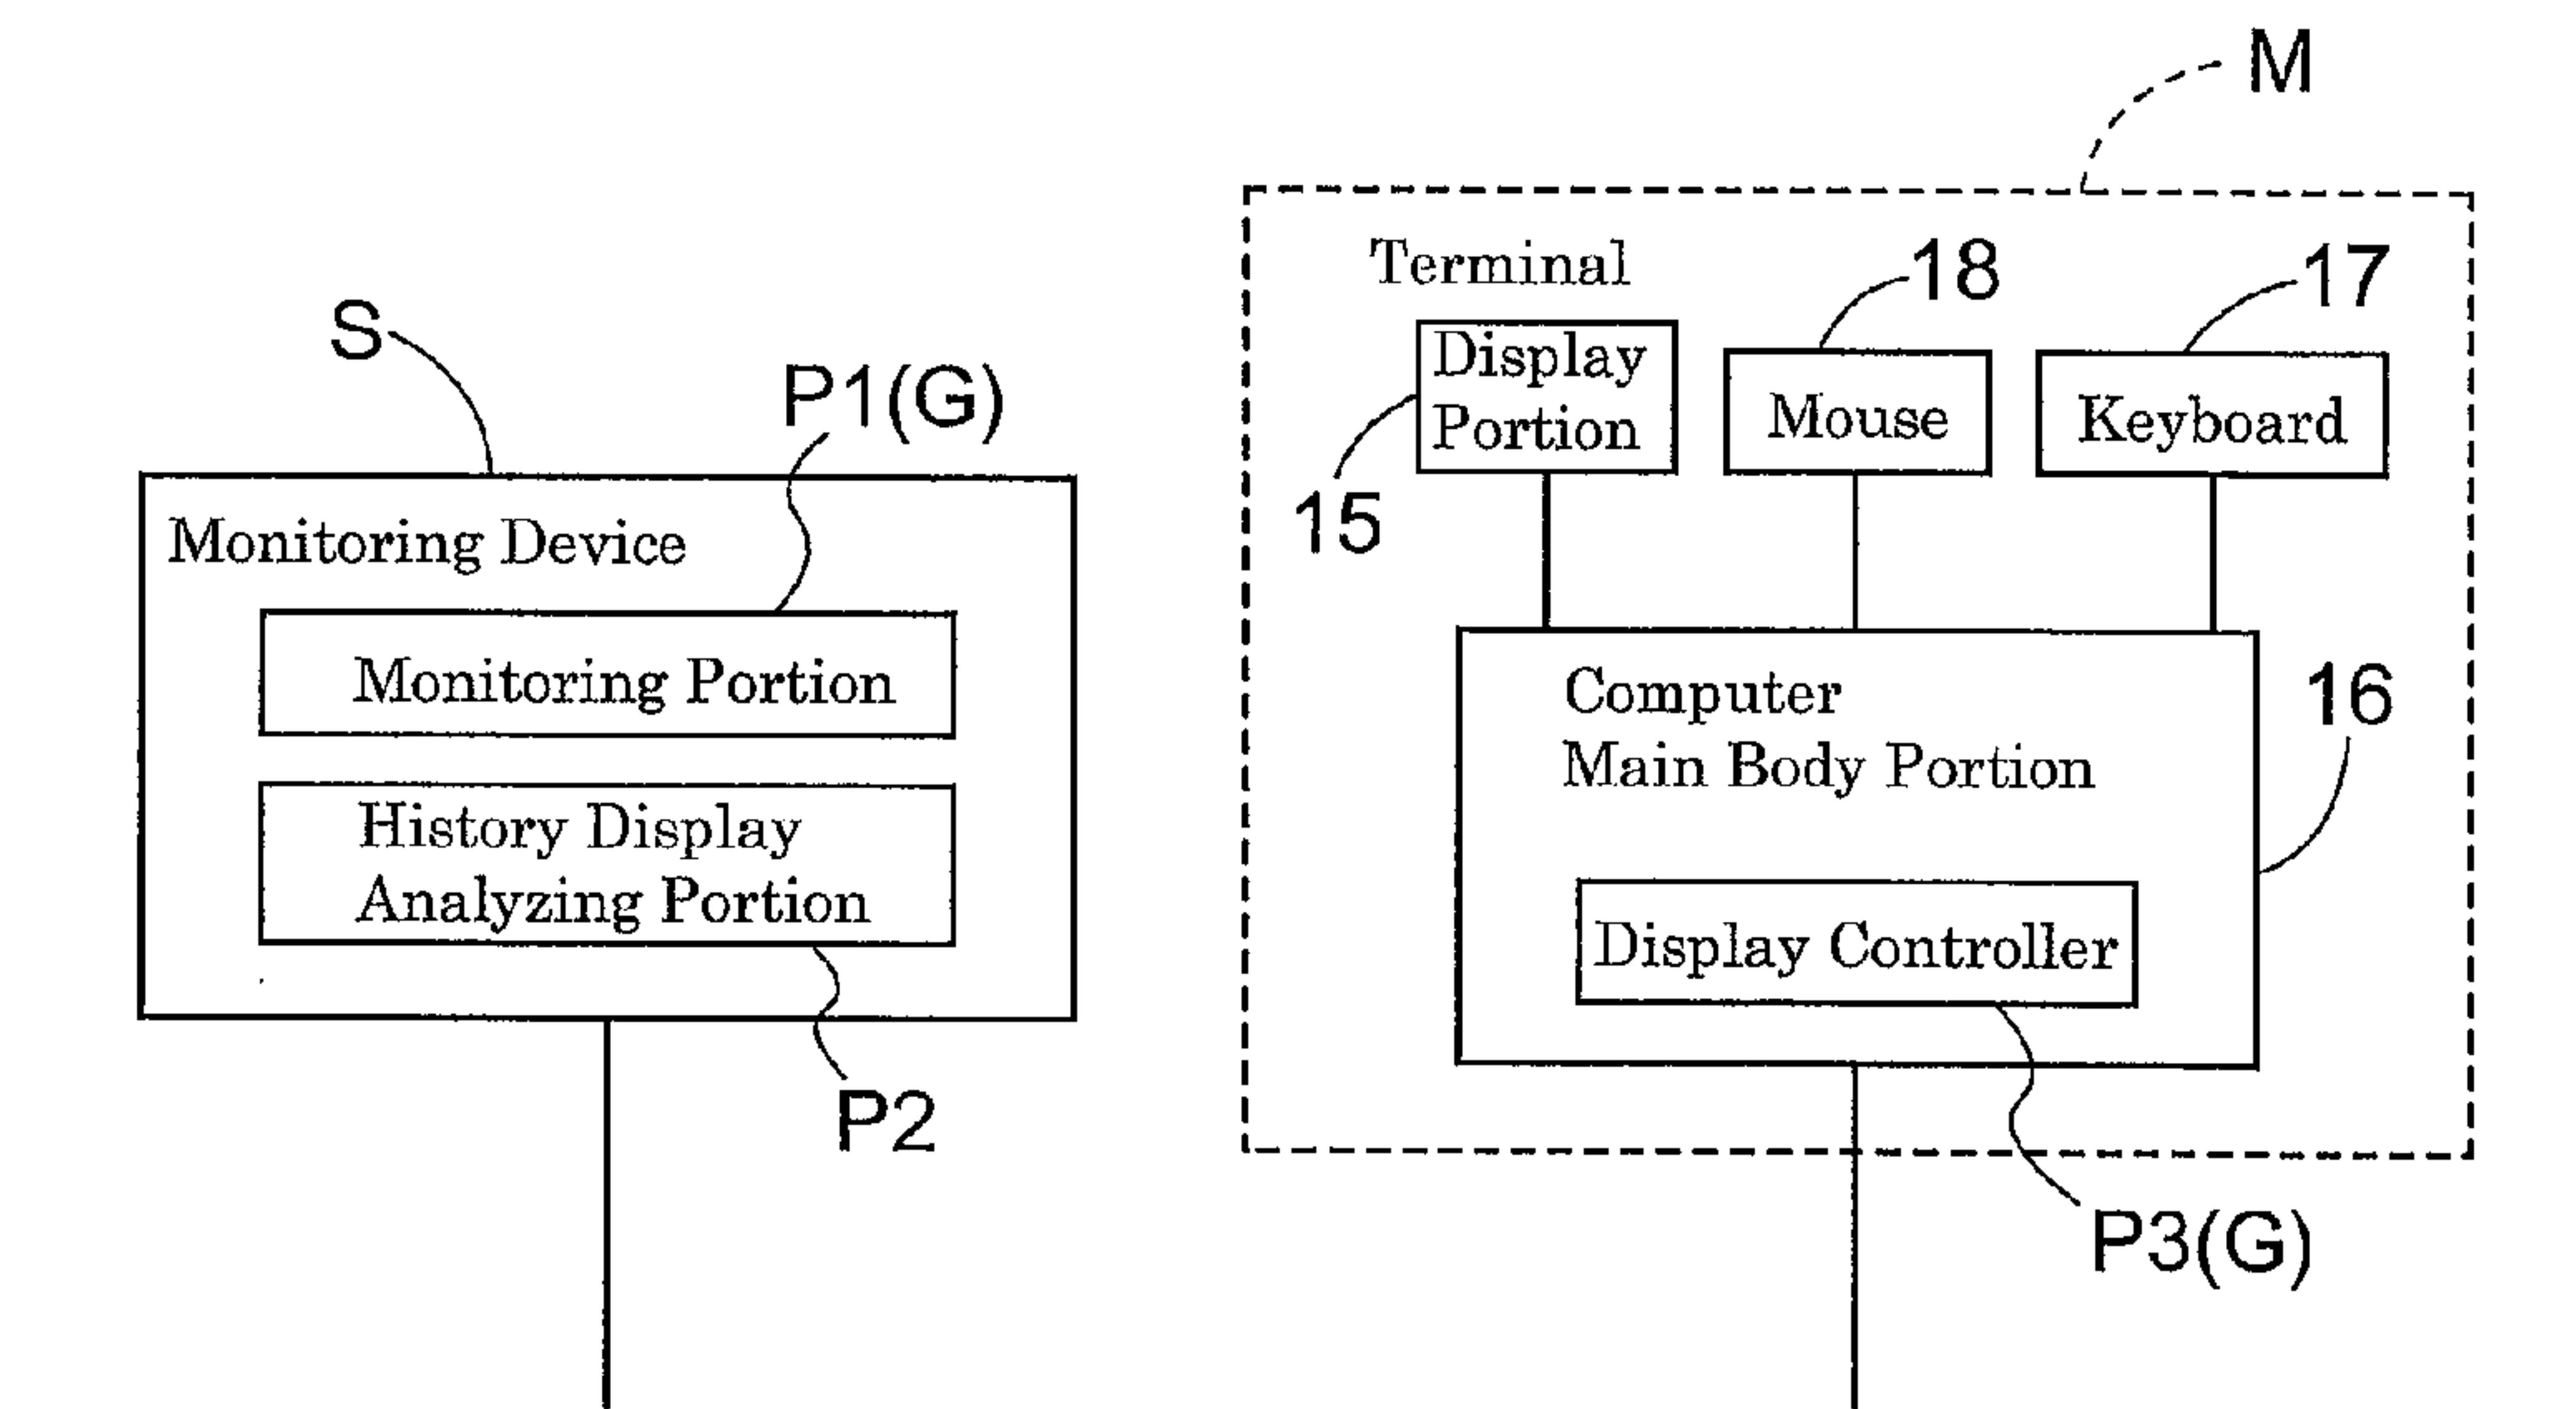 M
Terminal
18
17
S
P1(G)
Display
Portion
Mouse
Keyboard
15
Monitoring Device
Monitoring Portion
Computer
Main Body Portion
16
History Display
Analyzing Portion
Display Controller
P2
P3(G)